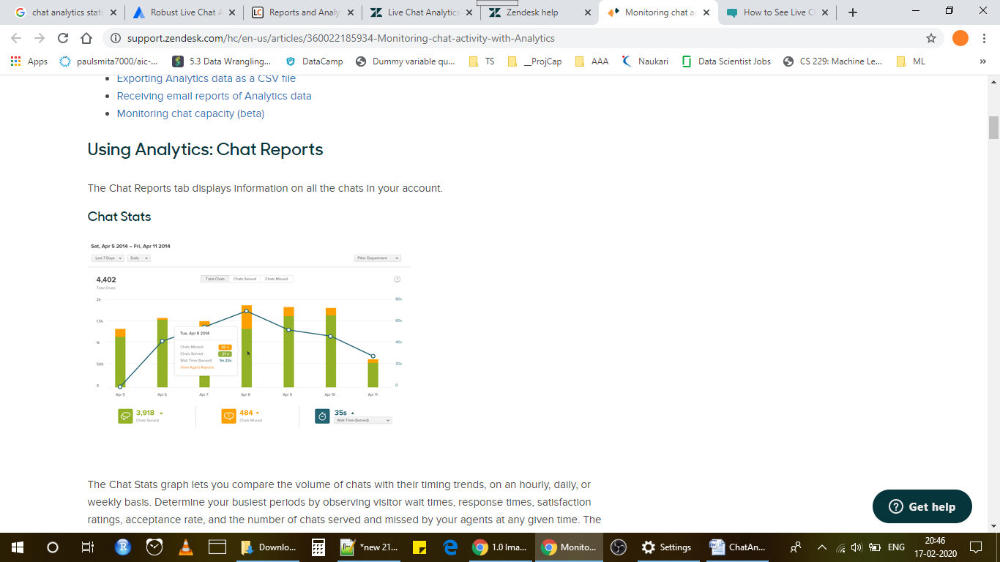 chat analytics stati
Robust Live Chat A
Reports and Analy
Live Chat Analytics
Zendesk help
Monitoring chat a
How to See Live C
support.zendesk.com/hc/en-us/articles/360022185934-Monitoring-chat-activity-with-Analytics
Apps
paulsmita7000/aic-...
5.3 Data Wrangling...
DataCamp
Dummy variable qu...
TS
__ProjCap
AAA
Naukari
Data Scientist Jobs
CS 229: Machine Le...
ML
Exporting Analytics data as a CSV file
Receiving email reports of Analytics data
Monitoring chat capacity (beta)
Using Analytics: Chat Reports
The Chat Reports tab displays information on all the chats in your account.
Chat Stats
Sat, Apr 5 2014 – Fri, Apr 11 2014
Last 7 Days
Daily
Filter Department
4,402
Total Chats
Total Chats
Chats Served
Chats Missed
2k
1.5k
1k
500
0
80s
60s
40s
20s
0
Tue, Apr 8 2014
Chats Missed
Chats Served
Wait Time (Served) 1m 22s
View Agent Reports
Apr 5
Apr 6
Apr 7
Apr 8
Apr 9
Apr 10
Apr 11
3,918
Chats Served
484
Chats Missed
35s
Wait Time (Served)
The Chat Stats graph lets you compare the volume of chats with their timing trends, on an hourly, daily, or
weekly basis. Determine your busiest periods by observing visitor wait times, response times, satisfaction
ratings, acceptance rate, and the number of chats served and missed by your agents at any given time. The
Get help
Downlo...
*new 21...
1.0 Ima...
Monito...
Settings
ChatAn...
ENG
20:46
17-02-2020